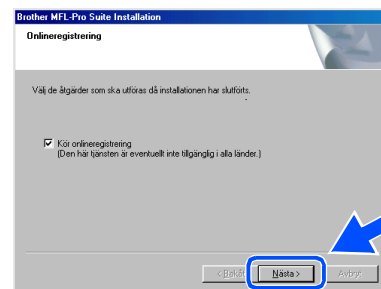 Brother MFL-Pro Suite Installation
Onlineregistrering
Välj de åtgärder som ska utföras då installationen har slutförts.
Kör onlineregistrering
(Den här tjänsten är eventuellt inte tillgänglig i alla länder.)
< Bakåt Nästa > Avbryt